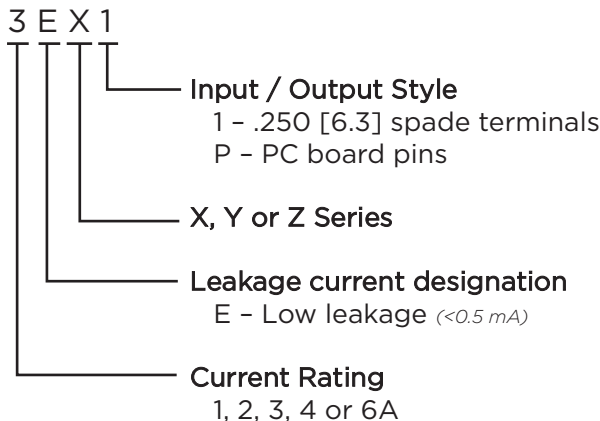 3 E X 1
Input / Output Style
1 – .250 [6.3] spade terminals
P – PC board pins
X, Y or Z Series
Leakage current designation
E – Low leakage (<0.5 mA)
Current Rating
1, 2, 3, 4 or 6A